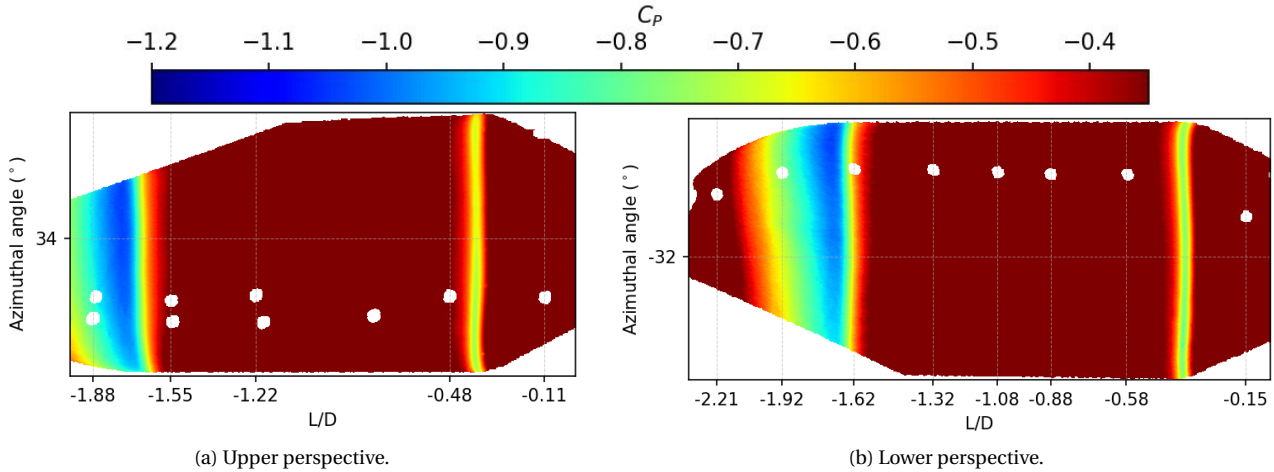 C_P
−1.2 −1.1 −1.0 −0.9 −0.8 −0.7 −0.6 −0.5 −0.4
Azimuthal angle (°)
34
-1.88 -1.55 -1.22 -0.48 -0.11
L/D
(a) Upper perspective.
Azimuthal angle (°)
-32
-2.21 -1.92 -1.62 -1.32 -1.08 -0.88 -0.58 -0.15
L/D
(b) Lower perspective.